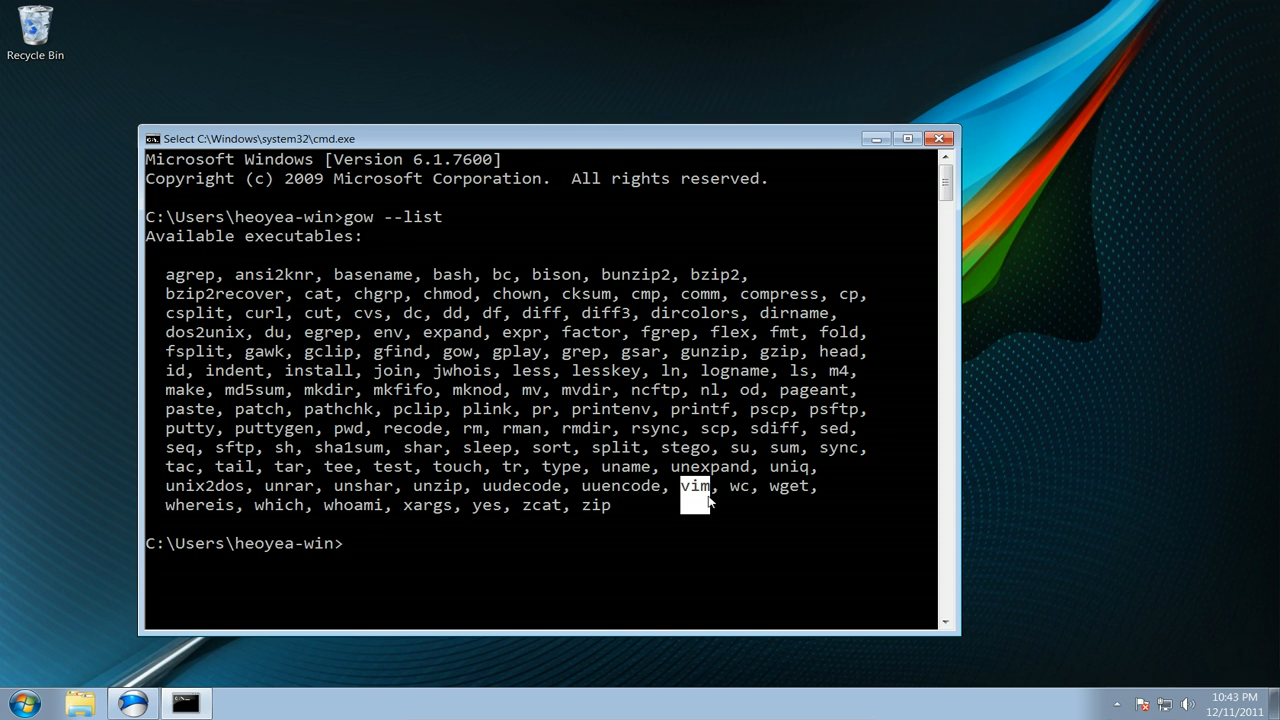 Recycle Bin
Select C:\Windows\system32\cmd.exe
Microsoft Windows [Version 6.1.7600]
Copyright (c) 2009 Microsoft Corporation.  All rights reserved.
C:\Users\heoyea-win>gow --list
Available executables:
agrep, ansi2knr, basename, bash, bc, bison, bunzip2, bzip2,
bzip2recover, cat, chgrp, chmod, chown, cksum, cmp, comm, compress, cp,
csplit, curl, cut, cvs, dc, dd, df, diff, diff3, dircolors, dirname,
dos2unix, du, egrep, env, expand, expr, factor, fgrep, flex, fmt, fold,
fsplit, gawk, gclip, gfind, gow, gplay, grep, gsar, gunzip, gzip, head,
id, indent, install, join, jwhois, less, lesskey, ln, logname, ls, m4,
make, md5sum, mkdir, mkfifo, mknod, mv, mvdir, ncftp, nl, od, pageant,
paste, patch, pathchk, pclip, plink, pr, printenv, printf, pscp, psftp,
putty, puttygen, pwd, recode, rm, rman, rmdir, rsync, scp, sdiff, sed,
seq, sftp, sh, sha1sum, shar, sleep, sort, split, stego, su, sum, sync,
tac, tail, tar, tee, test, touch, tr, type, uname, unexpand, uniq,
unix2dos, unrar, unshar, unzip, uudecode, uuencode, vim, wc, wget,
whereis, which, whoami, xargs, yes, zcat, zip
C:\Users\heoyea-win>
10:43 PM
12/11/2011